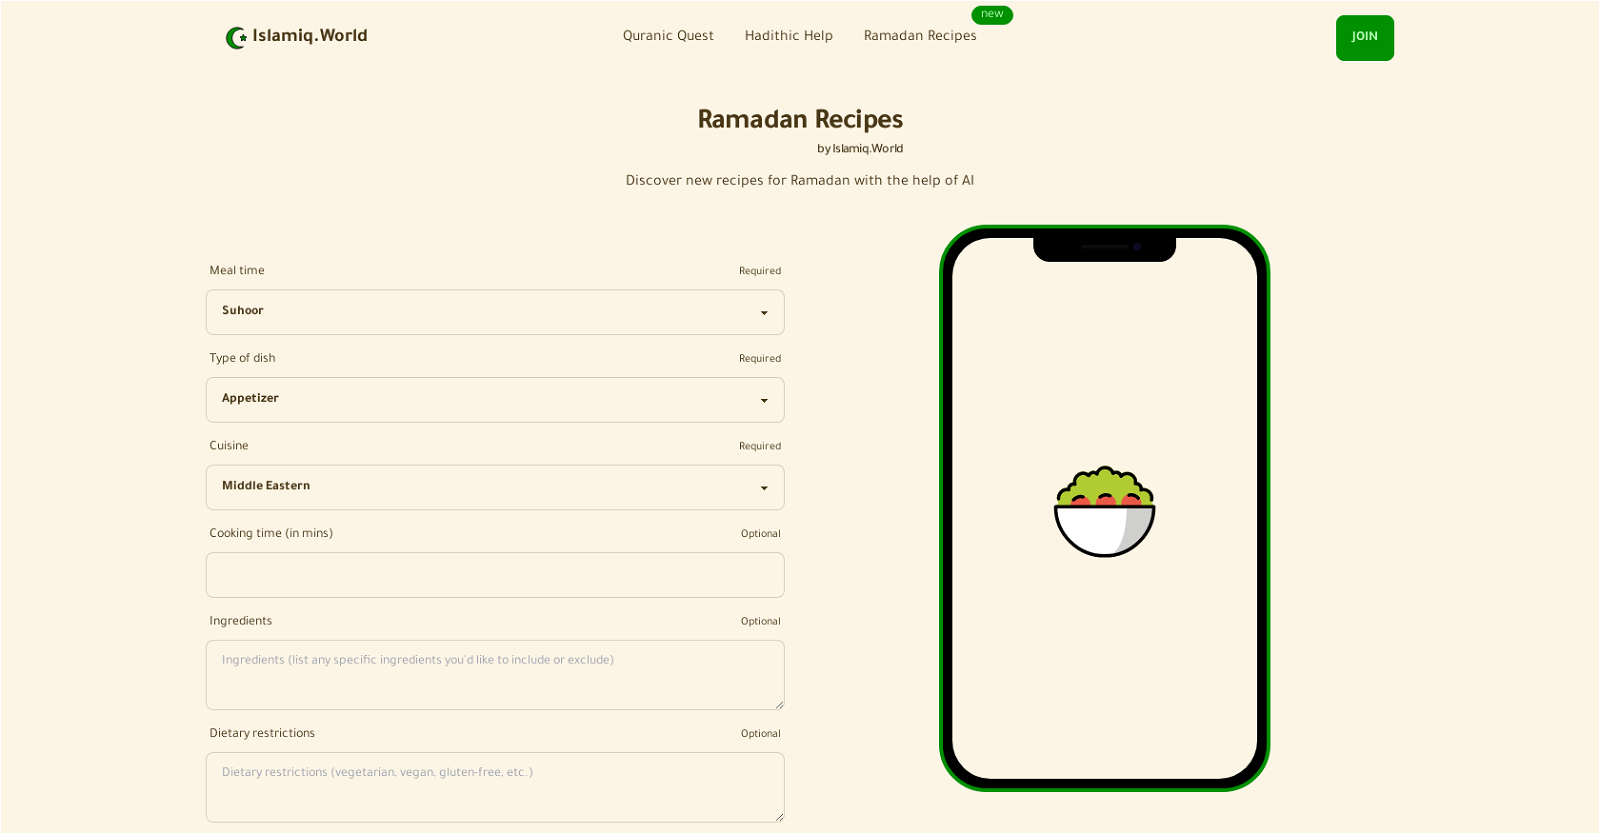 Islamiq.World
Quranic Quest
Hadithic Help
Ramadan Recipes
new
JOIN
Ramadan Recipes
by Islamiq.World
Discover new recipes for Ramadan with the help of AI
Meal time
Required
Suhoor
Type of dish
Required
Appetizer
Cuisine
Required
Middle Eastern
Cooking time (in mins)
Optional
Ingredients
Optional
Ingredients (list any specific ingredients you'd like to include or exclude)
Dietary restrictions
Optional
Dietary restrictions (vegetarian, vegan, gluten-free, etc.)